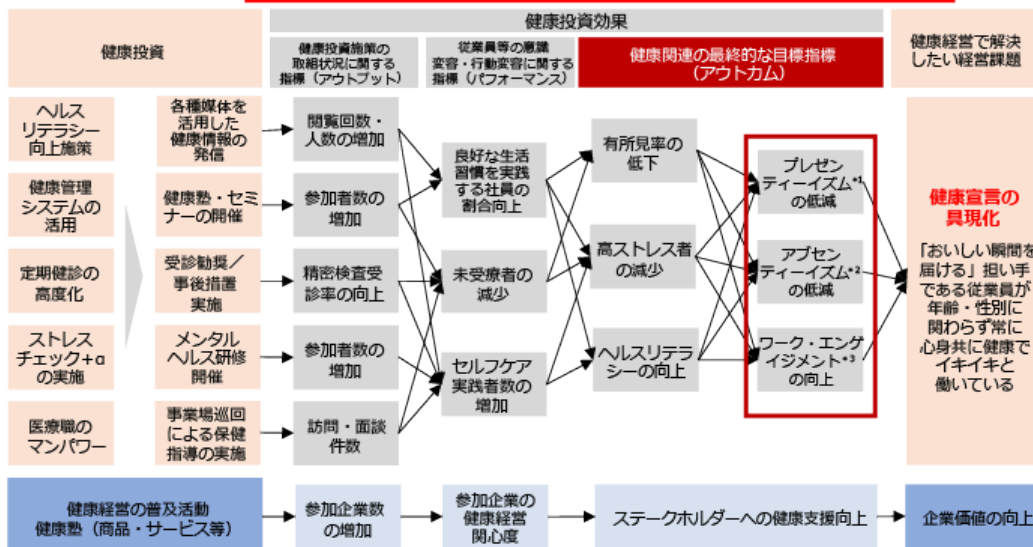 健康投資
健康投資効果
健康経営で解決
したい経営課題
健康投資施策の
取組状況に関する
指標（アウトプット）
従業員等の意識
変容・行動変容に関する
指標（パフォーマンス）
健康関連の最終的な目標指標
（アウトカム）
ヘルス
リテラシー
向上施策
各種媒体を
活用した
健康情報の
発信
閲覧回数・
人数の増加
健康管理
システムの
活用
健康塾・セミ
ナーの開催
参加者数の
増加
定期健診の
高度化
受診勧奨／
事後措置
実施
精密検査受
診率の向上
ストレス
チェック+α
の実施
メンタル
ヘルス研修
開催
参加者数の
増加
医療職の
マンパワー
事業場巡回
による保健
指導の実施
訪問・面談
件数
良好な生活
習慣を実践
する社員の
割合向上
未受療者の
減少
セルフケア
実践者数の
増加
有所見率の
低下
高ストレス者
の減少
ヘルスリテラ
シーの向上
プレゼン
ティーイズム*1
の低減
アブセン
ティーイズム*2
の低減
ワーク・エンゲ
イジメント*3
の向上
健康宣言の
具現化
「おいしい瞬間を
届ける」担い手
である従業員が
年齢・性別に
関わらず常に
心身共に健康で
イキイキと
働いている
健康経営の普及活動
健康塾（商品・サービス等）
参加企業数
の増加
参加企業の
健康経営
関心度
ステークホルダーへの健康支援向上
企業価値の向上